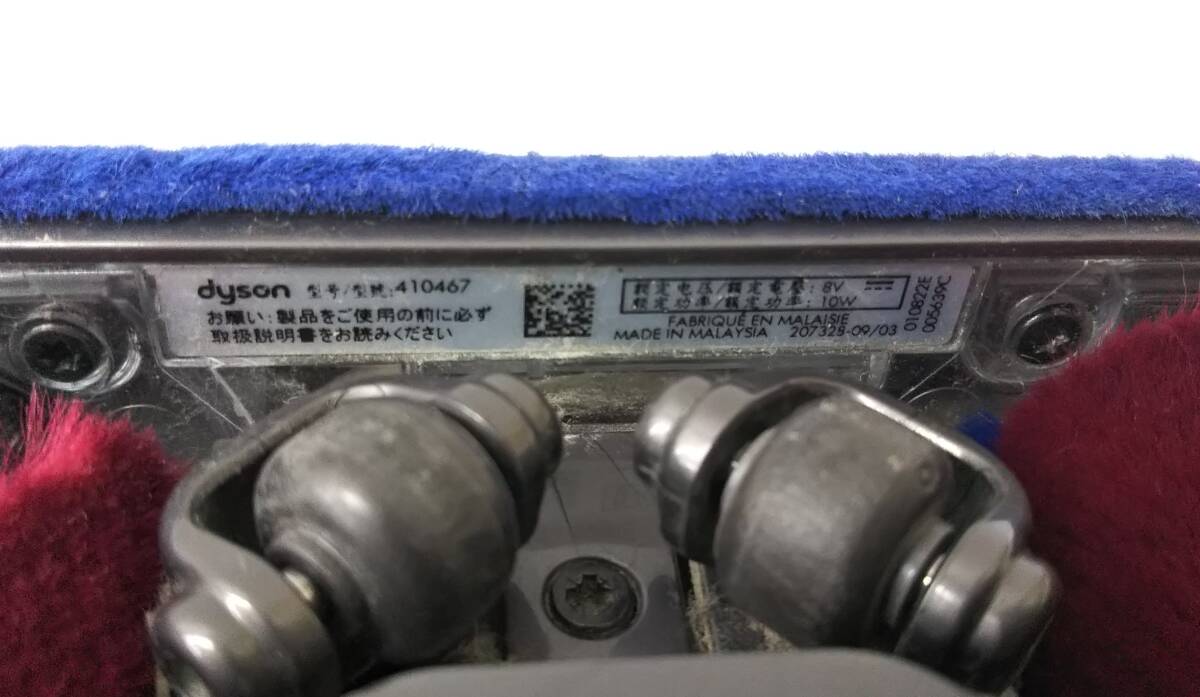 dyson 型号/型號:410467
お願い:製品をご使用の前に必ず
取扱説明書をお読みください
額定电压/額定電壓: 8V
额定功率/額定功率: 10W
FABRIQUÉ EN MALAISIE
MADE IN MALAYSIA 207328-09/03
010822E
005639C